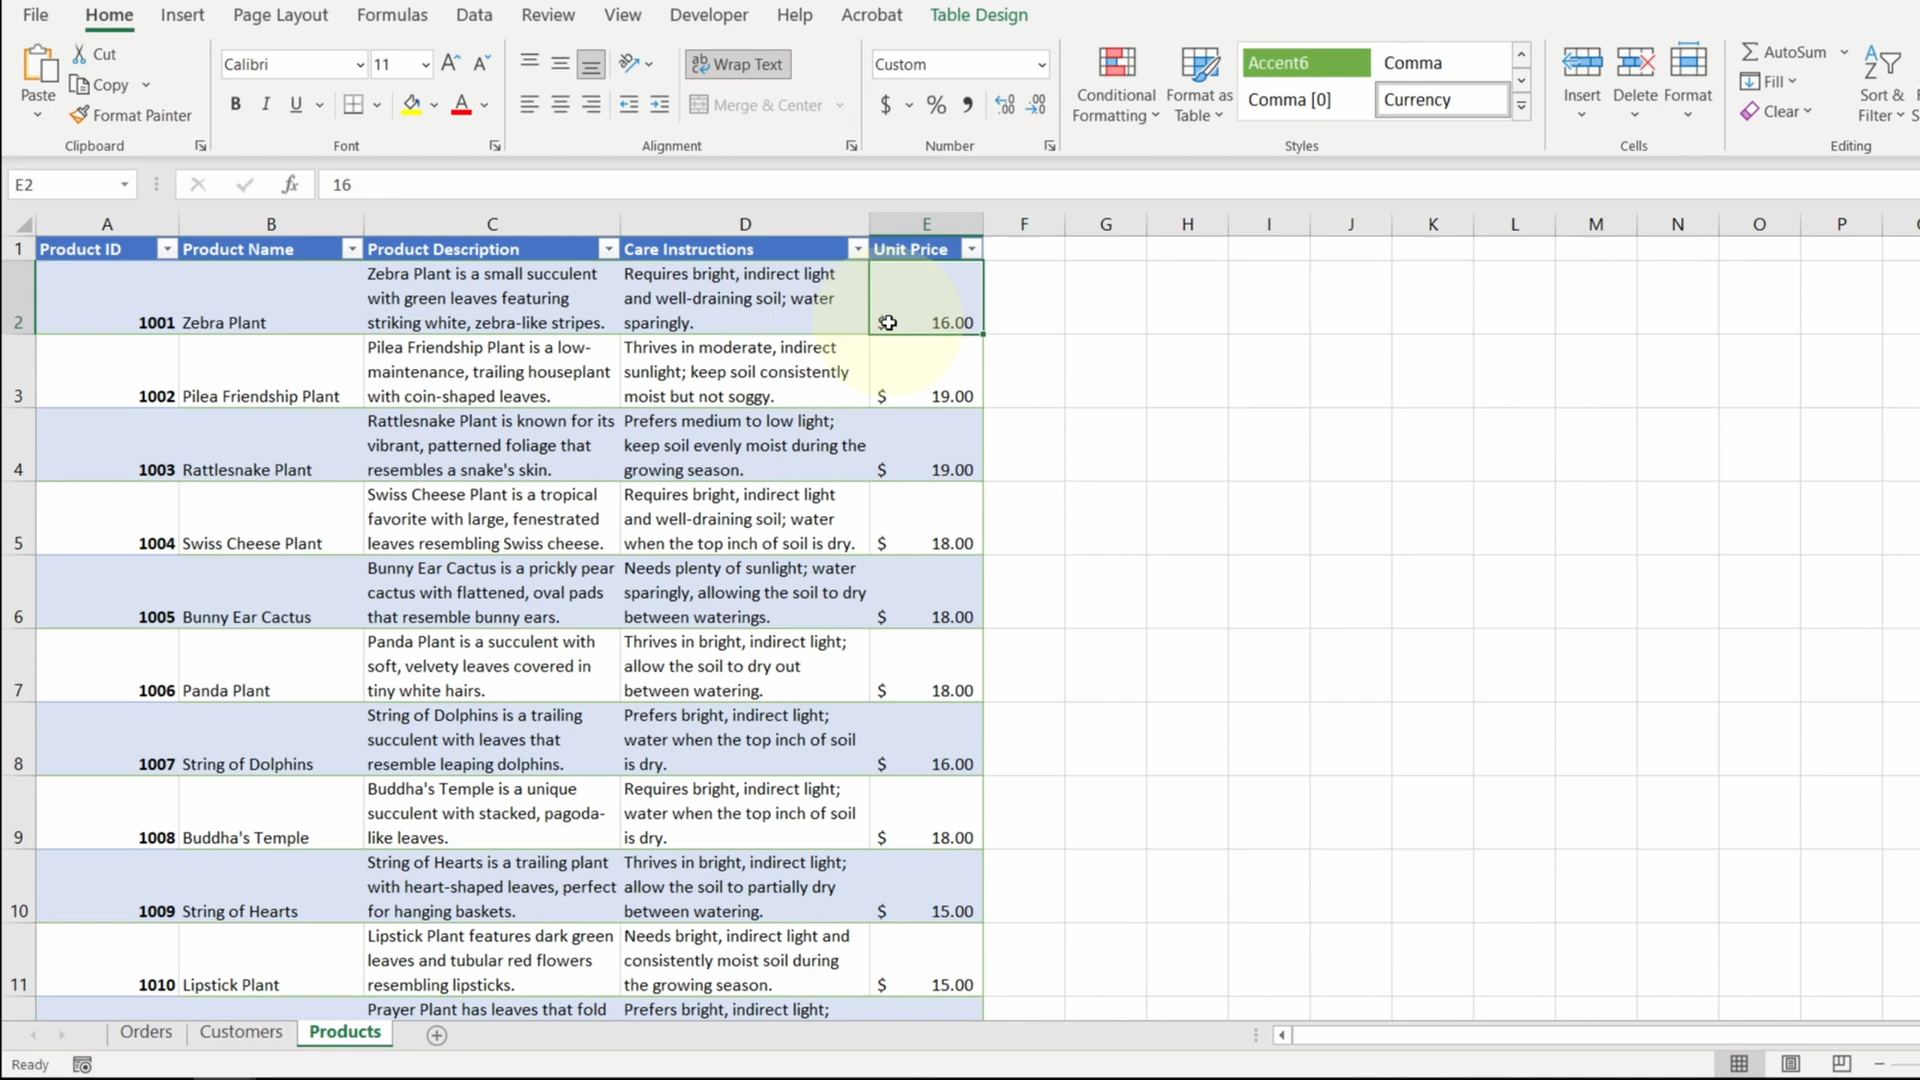 File Home Insert Page Layout Formulas Data Review View Developer Help Acrobat Table Design
Paste
Cut
Copy
Format Painter
Clipboard
Calibri 11
B I U
Font
ab Wrap Text
Merge & Center
Alignment
Custom
$ % ,
Number
Conditional Formatting
Format as Table
Accent6 Comma
Comma [0] Currency
Styles
Insert Delete Format
Cells
AutoSum
Fill
Clear
Sort &
Filter
Editing
E2 fx 16
A B C D E F G H I J K L M N O P
1 Product ID Product Name Product Description Care Instructions Unit Price
2 1001 Zebra Plant
Zebra Plant is a small succulent
with green leaves featuring
striking white, zebra-like stripes.
Requires bright, indirect light
and well-draining soil; water
sparingly.
16.00
3 1002 Pilea Friendship Plant
Pilea Friendship Plant is a low-
maintenance, trailing houseplant
with coin-shaped leaves.
Thrives in moderate, indirect
sunlight; keep soil consistently
moist but not soggy.
$ 19.00
4 1003 Rattlesnake Plant
Rattlesnake Plant is known for its
vibrant, patterned foliage that
resembles a snake's skin.
Prefers medium to low light;
keep soil evenly moist during the
growing season.
$ 19.00
5 1004 Swiss Cheese Plant
Swiss Cheese Plant is a tropical
favorite with large, fenestrated
leaves resembling Swiss cheese.
Requires bright, indirect light
and well-draining soil; water
when the top inch of soil is dry.
$ 18.00
6 1005 Bunny Ear Cactus
Bunny Ear Cactus is a prickly pear
cactus with flattened, oval pads
that resemble bunny ears.
Needs plenty of sunlight; water
sparingly, allowing the soil to dry
between waterings.
$ 18.00
7 1006 Panda Plant
Panda Plant is a succulent with
soft, velvety leaves covered in
tiny white hairs.
Thrives in bright, indirect light;
allow the soil to dry out
between watering.
$ 18.00
8 1007 String of Dolphins
String of Dolphins is a trailing
succulent with leaves that
resemble leaping dolphins.
Prefers bright, indirect light;
water when the top inch of soil
is dry.
$ 16.00
9 1008 Buddha's Temple
Buddha's Temple is a unique
succulent with stacked, pagoda-
like leaves.
Requires bright, indirect light;
water when the top inch of soil
is dry.
$ 18.00
10 1009 String of Hearts
String of Hearts is a trailing plant
with heart-shaped leaves, perfect
for hanging baskets.
Thrives in bright, indirect light;
allow the soil to partially dry
between watering.
$ 15.00
11 1010 Lipstick Plant
Lipstick Plant features dark green
leaves and tubular red flowers
resembling lipsticks.
Needs bright, indirect light and
consistently moist soil during
the growing season.
$ 15.00
Prayer Plant has leaves that fold
Prefers bright, indirect light;
Orders Customers Products
Ready